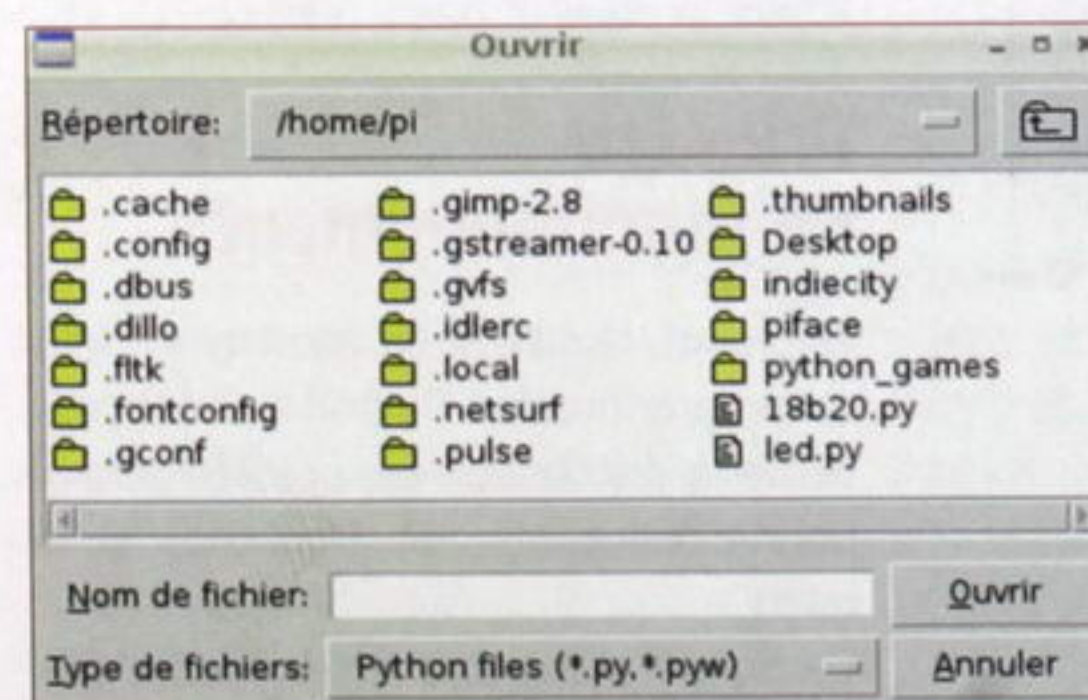 Ouvrir
Répertoire: /home/pi
.cache .gimp-2.8 .thumbnails
.config .gstreamer-0.10 Desktop
.dbus .gvfs indiecity
.dillo .idlerc piface
.fltk .local python_games
.fontconfig .netsurf 18b20.py
.gconf .pulse led.py
Nom de fichier: Ouvrir
Type de fichiers: Python files (*.py,*.pyw) Annuler